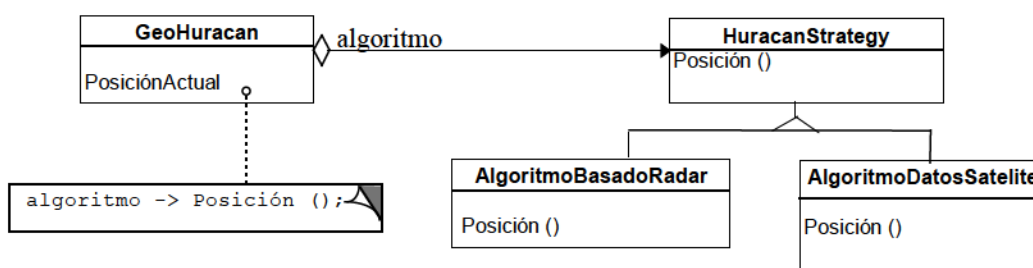 GeoHuracan
algoritmo
HuracanStrategy
Posición ()
PosiciónActual
algoritmo -> Posición ();
AlgoritmoBasadoRadar
Posición ()
AlgoritmoDatosSatelite
Posición ()